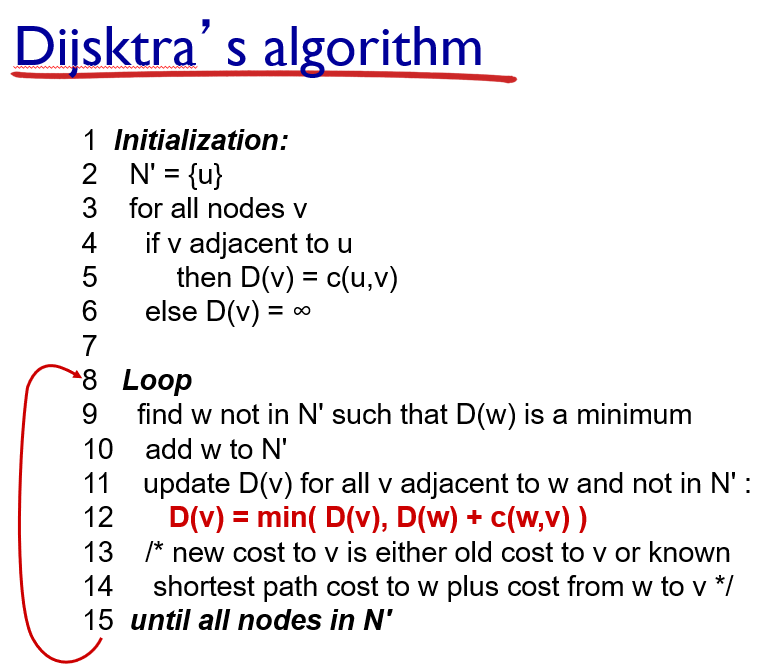 Dijsktra's algorithm
1 Initialization:
2 N' = {u}
3 for all nodes v
4 if v adjacent to u
5 then D(v) = c(u,v)
6 else D(v) = ∞
7
8 Loop
9 find w not in N' such that D(w) is a minimum
10 add w to N'
11 update D(v) for all v adjacent to w and not in N' :
12 D(v) = min( D(v), D(w) + c(w,v) )
13 /* new cost to v is either old cost to v or known
14 shortest path cost to w plus cost from w to v */
15 until all nodes in N'